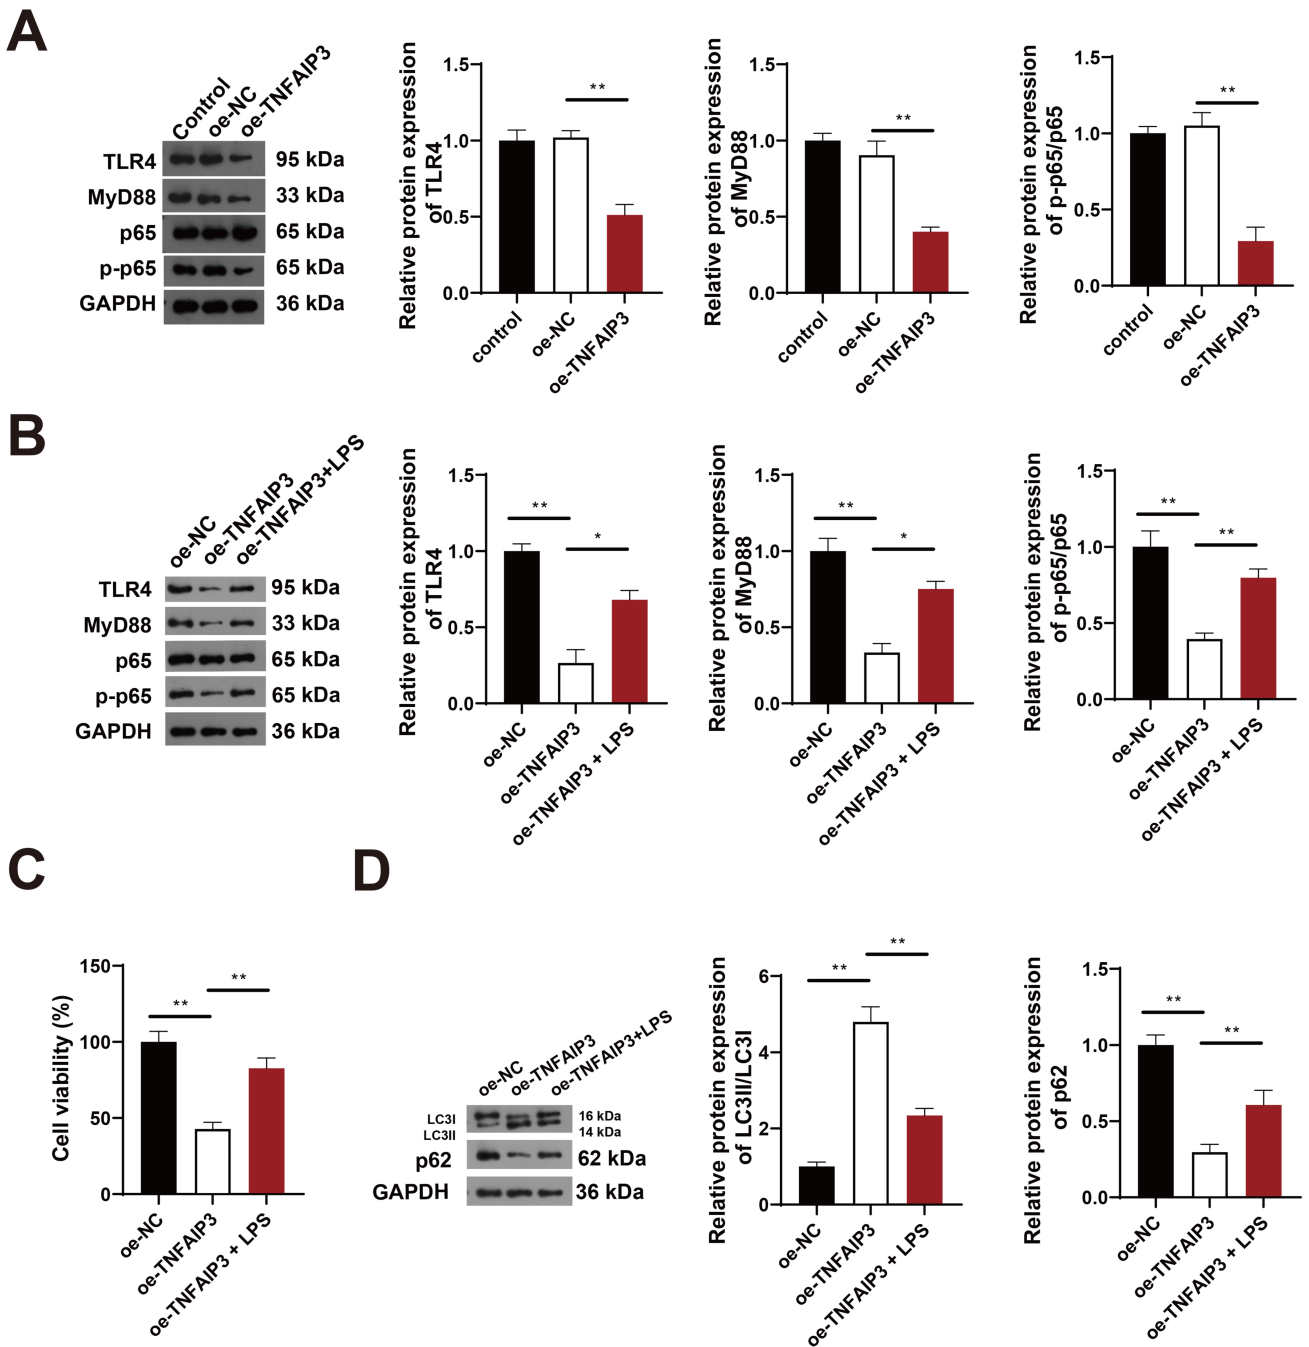 A
Control
oe-NC
oe-TNFAIP3
TLR4
95 kDa
MyD88
33 kDa
p65
65 kDa
p-p65
65 kDa
GAPDH
36 kDa
Relative protein expression
of TLR4
1.5
1.0
0.5
0.0
**
control
oe-NC
oe-TNFAIP3
Relative protein expression
of MyD88
1.5
1.0
0.5
0.0
**
control
oe-NC
oe-TNFAIP3
Relative protein expression
of p-p65/p65
1.5
1.0
0.5
0.0
**
control
oe-NC
oe-TNFAIP3
B
oe-NC
oe-TNFAIP3
oe-TNFAIP3+LPS
TLR4
95 kDa
MyD88
33 kDa
p65
65 kDa
p-p65
65 kDa
GAPDH
36 kDa
Relative protein expression
of TLR4
1.5
1.0
0.5
0.0
**
*
oe-NC
oe-TNFAIP3
oe-TNFAIP3 + LPS
Relative protein expression
of MyD88
1.5
1.0
0.5
0.0
**
*
oe-NC
oe-TNFAIP3
oe-TNFAIP3 + LPS
Relative protein expression
of p-p65/p65
1.5
1.0
0.5
0.0
**
**
oe-NC
oe-TNFAIP3
oe-TNFAIP3 + LPS
C
Cell viability (%)
150
100
50
0
**
**
oe-NC
oe-TNFAIP3
oe-TNFAIP3 + LPS
D
oe-NC
oe-TNFAIP3
oe-TNFAIP3+LPS
LC3I
16 kDa
LC3II
14 kDa
p62
62 kDa
GAPDH
36 kDa
Relative protein expression
of LC3II/LC3I
6
4
2
0
**
**
oe-NC
oe-TNFAIP3
oe-TNFAIP3 + LPS
Relative protein expression
of p62
1.5
1.0
0.5
0.0
**
**
oe-NC
oe-TNFAIP3
oe-TNFAIP3 + LPS